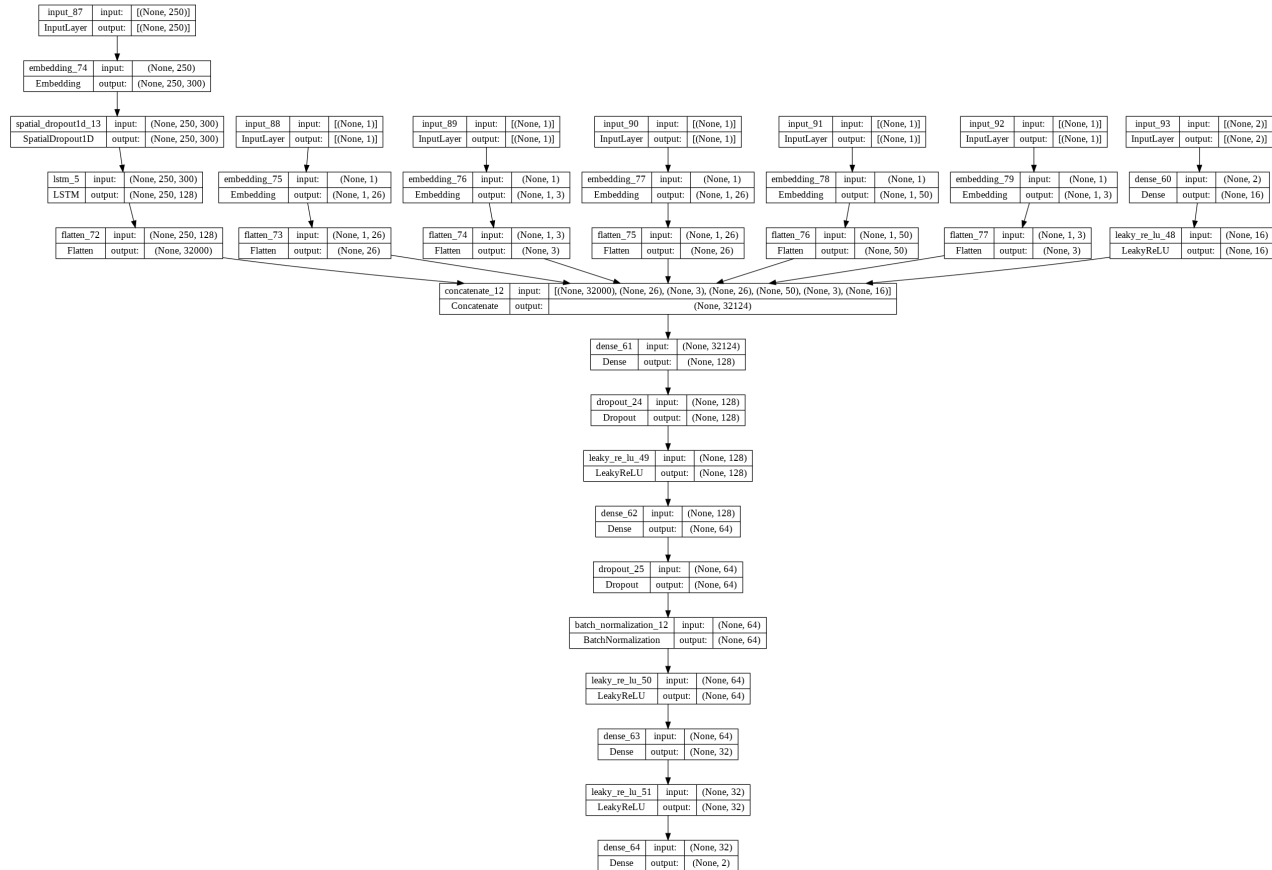 input_87 input: [(None, 250)]
InputLayer output: [(None, 250)]
embedding_74 input: (None, 250)
Embedding output: (None, 250, 300)
spatial_dropout1d_13 input: (None, 250, 300)
SpatialDropout1D output: (None, 250, 300)
input_88 input: [(None, 1)]
InputLayer output: [(None, 1)]
input_89 input: [(None, 1)]
InputLayer output: [(None, 1)]
input_90 input: [(None, 1)]
InputLayer output: [(None, 1)]
input_91 input: [(None, 1)]
InputLayer output: [(None, 1)]
input_92 input: [(None, 1)]
InputLayer output: [(None, 1)]
input_93 input: [(None, 2)]
InputLayer output: [(None, 2)]
lstm_5 input: (None, 250, 300)
LSTM output: (None, 250, 128)
embedding_75 input: (None, 1)
Embedding output: (None, 1, 26)
embedding_76 input: (None, 1)
Embedding output: (None, 1, 3)
embedding_77 input: (None, 1)
Embedding output: (None, 1, 26)
embedding_78 input: (None, 1)
Embedding output: (None, 1, 50)
embedding_79 input: (None, 1)
Embedding output: (None, 1, 3)
dense_60 input: (None, 2)
Dense output: (None, 16)
flatten_72 input: (None, 250, 128)
Flatten output: (None, 32000)
flatten_73 input: (None, 1, 26)
Flatten output: (None, 26)
flatten_74 input: (None, 1, 3)
Flatten output: (None, 3)
flatten_75 input: (None, 1, 26)
Flatten output: (None, 26)
flatten_76 input: (None, 1, 50)
Flatten output: (None, 50)
flatten_77 input: (None, 1, 3)
Flatten output: (None, 3)
leaky_re_lu_48 input: (None, 16)
LeakyReLU output: (None, 16)
concatenate_12 input: [(None, 32000), (None, 26), (None, 3), (None, 26), (None, 50), (None, 3), (None, 16)]
Concatenate output: (None, 32124)
dense_61 input: (None, 32124)
Dense output: (None, 128)
dropout_24 input: (None, 128)
Dropout output: (None, 128)
leaky_re_lu_49 input: (None, 128)
LeakyReLU output: (None, 128)
dense_62 input: (None, 128)
Dense output: (None, 64)
dropout_25 input: (None, 64)
Dropout output: (None, 64)
batch_normalization_12 input: (None, 64)
BatchNormalization output: (None, 64)
leaky_re_lu_50 input: (None, 64)
LeakyReLU output: (None, 64)
dense_63 input: (None, 64)
Dense output: (None, 32)
leaky_re_lu_51 input: (None, 32)
LeakyReLU output: (None, 32)
dense_64 input: (None, 32)
Dense output: (None, 2)